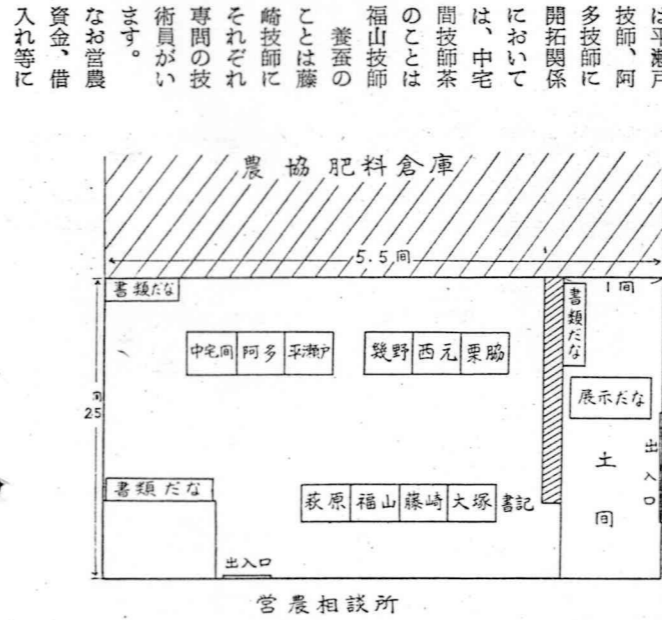 は平瀬戸
技師、阿
多技師に
開拓関係
において
は、中宅
間技師茶
のことは
福山技師
養蚕の
ことは藤
崎技師に
それぞれ
専問の技
術員がい
ます。
なお営農
資金、借
入れ等に
農協肥料倉庫
5.5間
1間
書類だな
書類だな
中宅间 阿多 平瀬戸
幾野 西元 栗脇
展示だな
間
25
土間
出入口
書類だな
萩原 福山 藤崎 大塚 書記
出入口
営農相談所